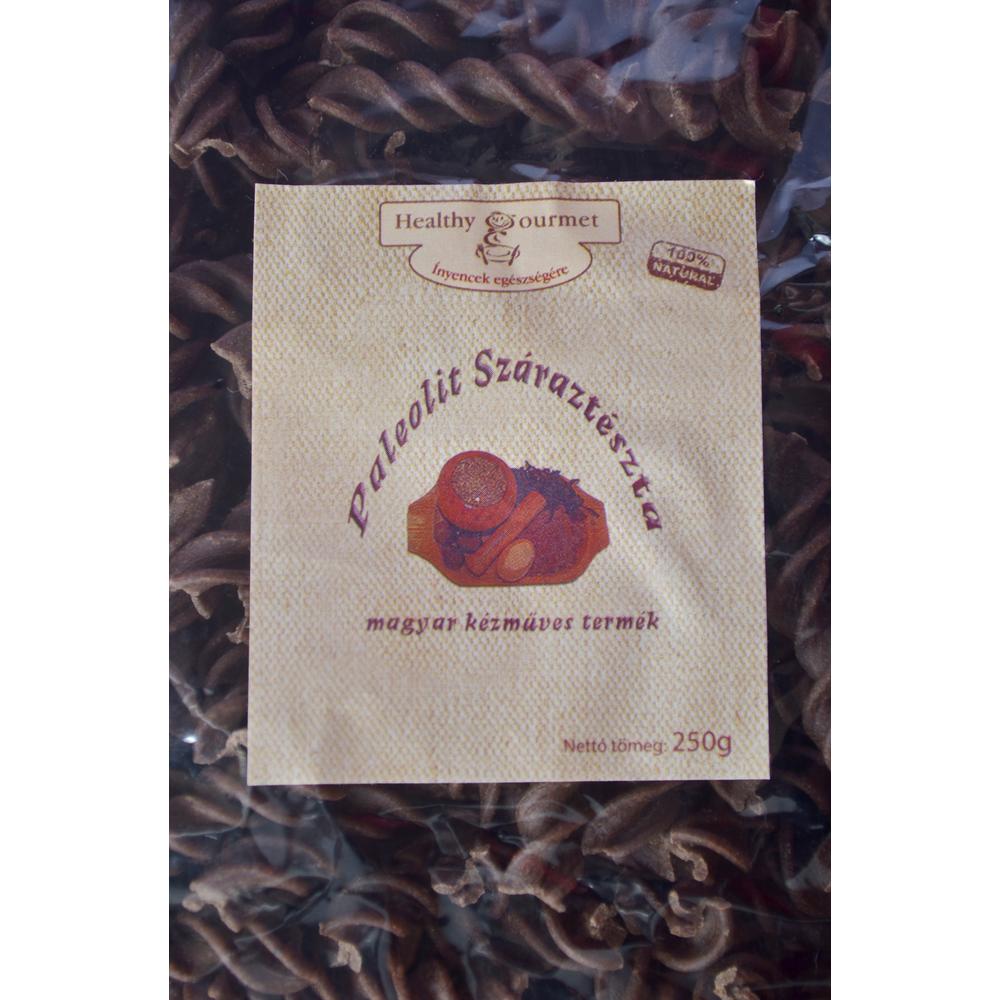 Healthy Gourmet
Ínyencek egészségére
100%
NATURAL
Paleolit Száraztészta
magyar kézműves termék
Nettó tömeg: 250g